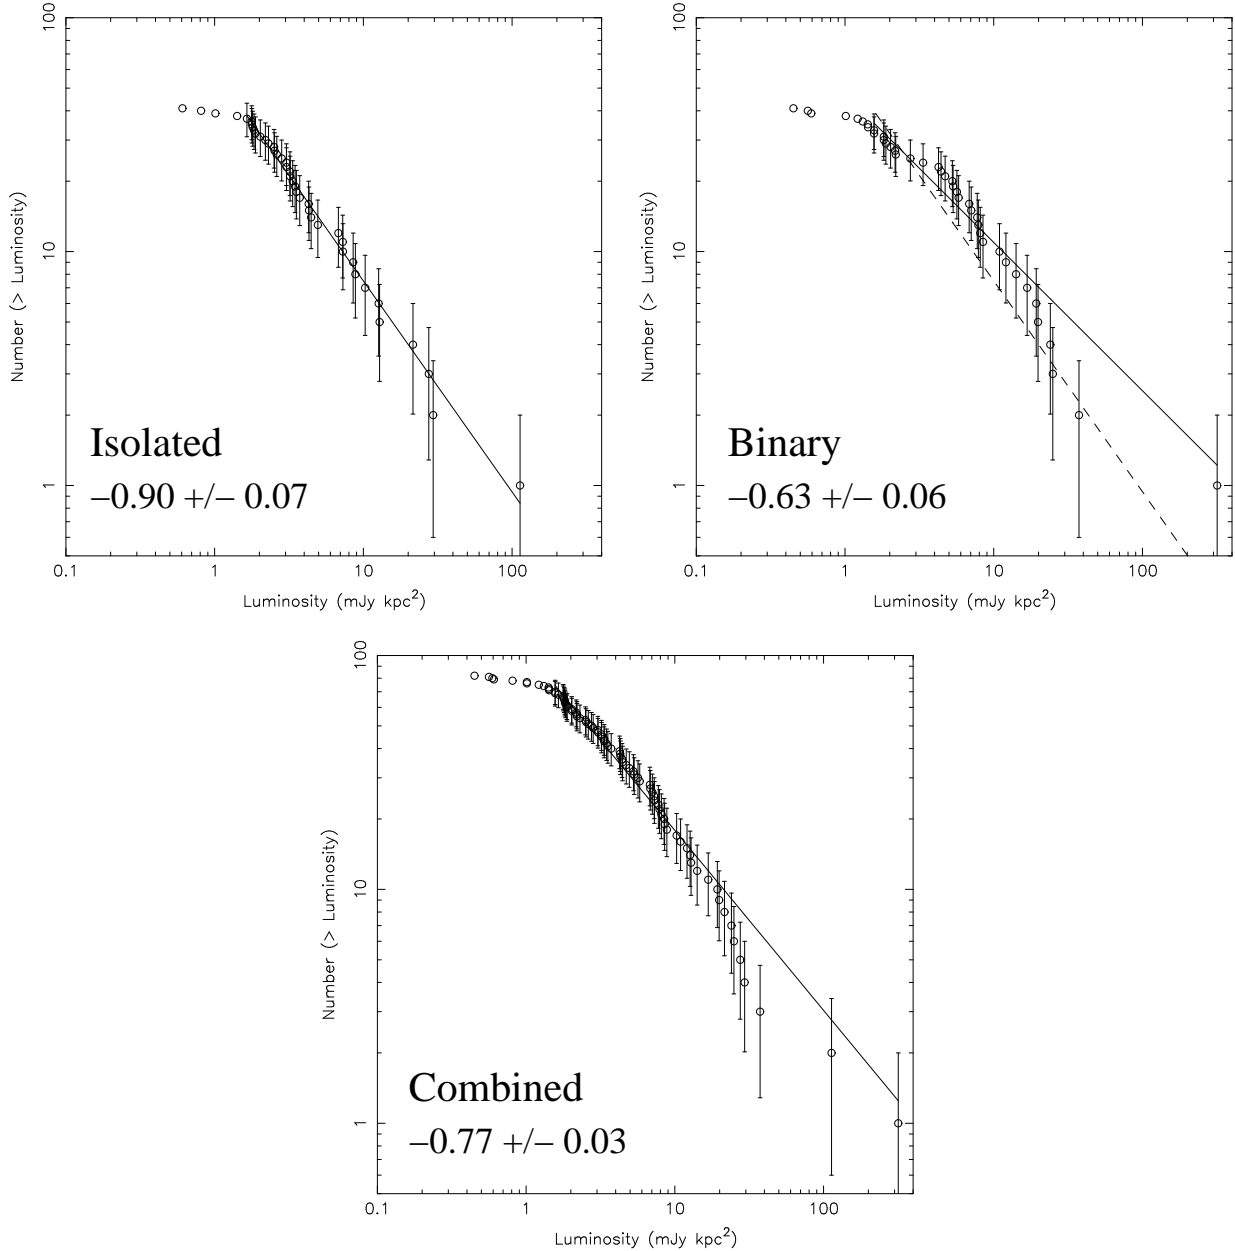 100
10
1
Number (> Luminosity)
Isolated
−0.90 +/− 0.07
0.1 1 10 100
Luminosity (mJy kpc²)
100
10
1
Number (> Luminosity)
Binary
−0.63 +/− 0.06
0.1 1 10 100
Luminosity (mJy kpc²)
100
10
1
Number (> Luminosity)
Combined
−0.77 +/− 0.03
0.1 1 10 100
Luminosity (mJy kpc²)